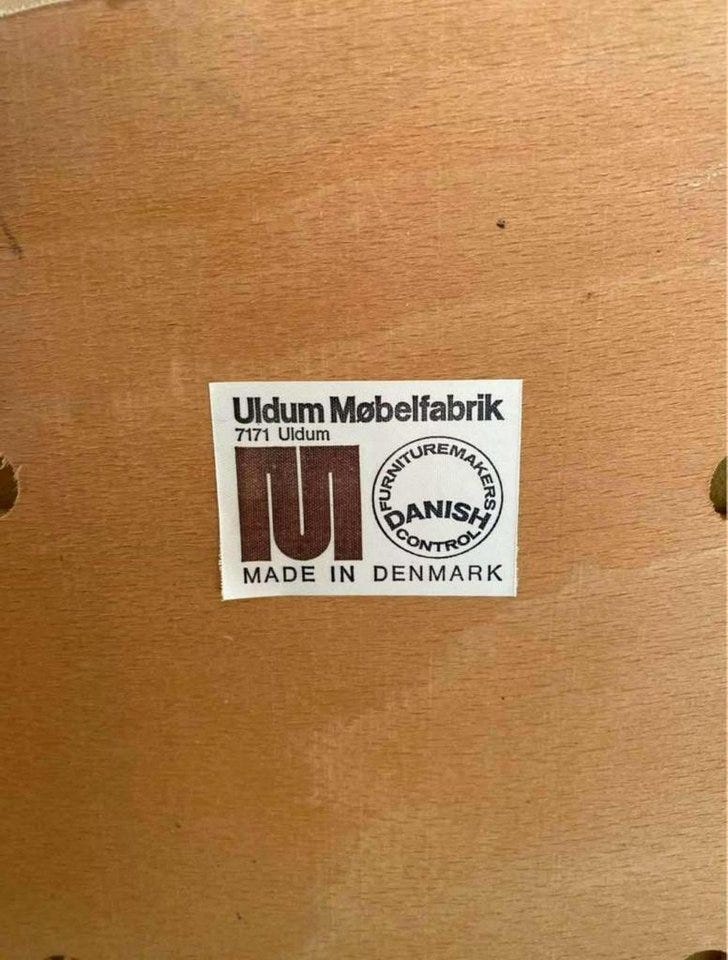 Uldum Møbelfabrik
7171 Uldum
FURNITUREMAKERS
DANISH
CONTROL
MADE IN DENMARK